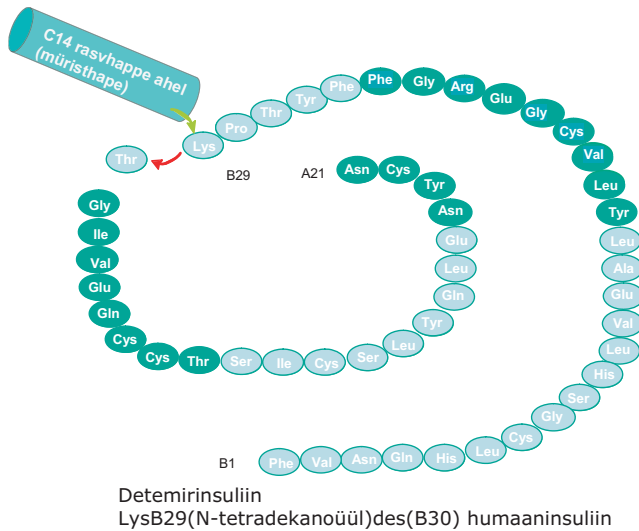 C14 rasvhappe ahel
(müristhape)
Thr
Lys
Pro
Thr
Tyr
Phe
Phe
Gly
Arg
Glu
Gly
Cys
Val
Leu
Tyr
Leu
Ala
Glu
Val
Leu
His
Ser
Gly
Cys
Leu
His
Gln
Asn
Val
Phe
B1
B29
A21
Asn
Cys
Tyr
Asn
Glu
Leu
Gln
Tyr
Leu
Ser
Cys
Ile
Ser
Thr
Cys
Cys
Gln
Glu
Val
Ile
Gly
Detemirinsuliin
LysB29(N-tetradekanoüül)des(B30) humaaninsuliin